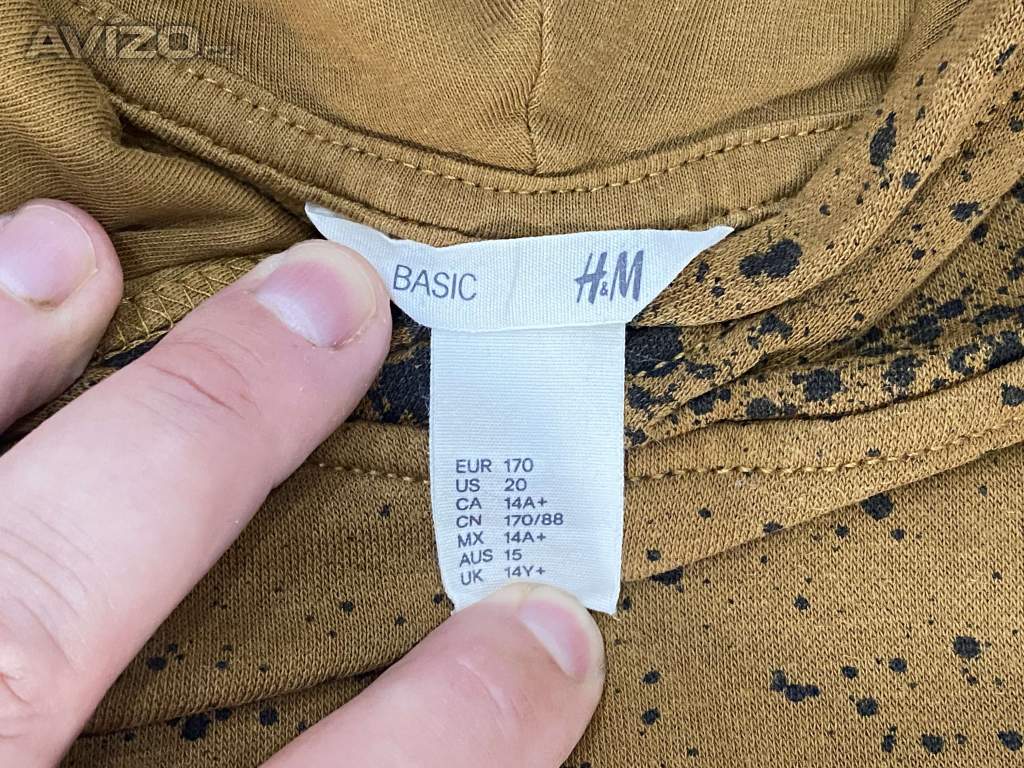 AVIZO
BASIC H&M
EUR 170
US 20
CA 14A+
CN 170/88
MX 14A+
AUS 15
UK 14Y+